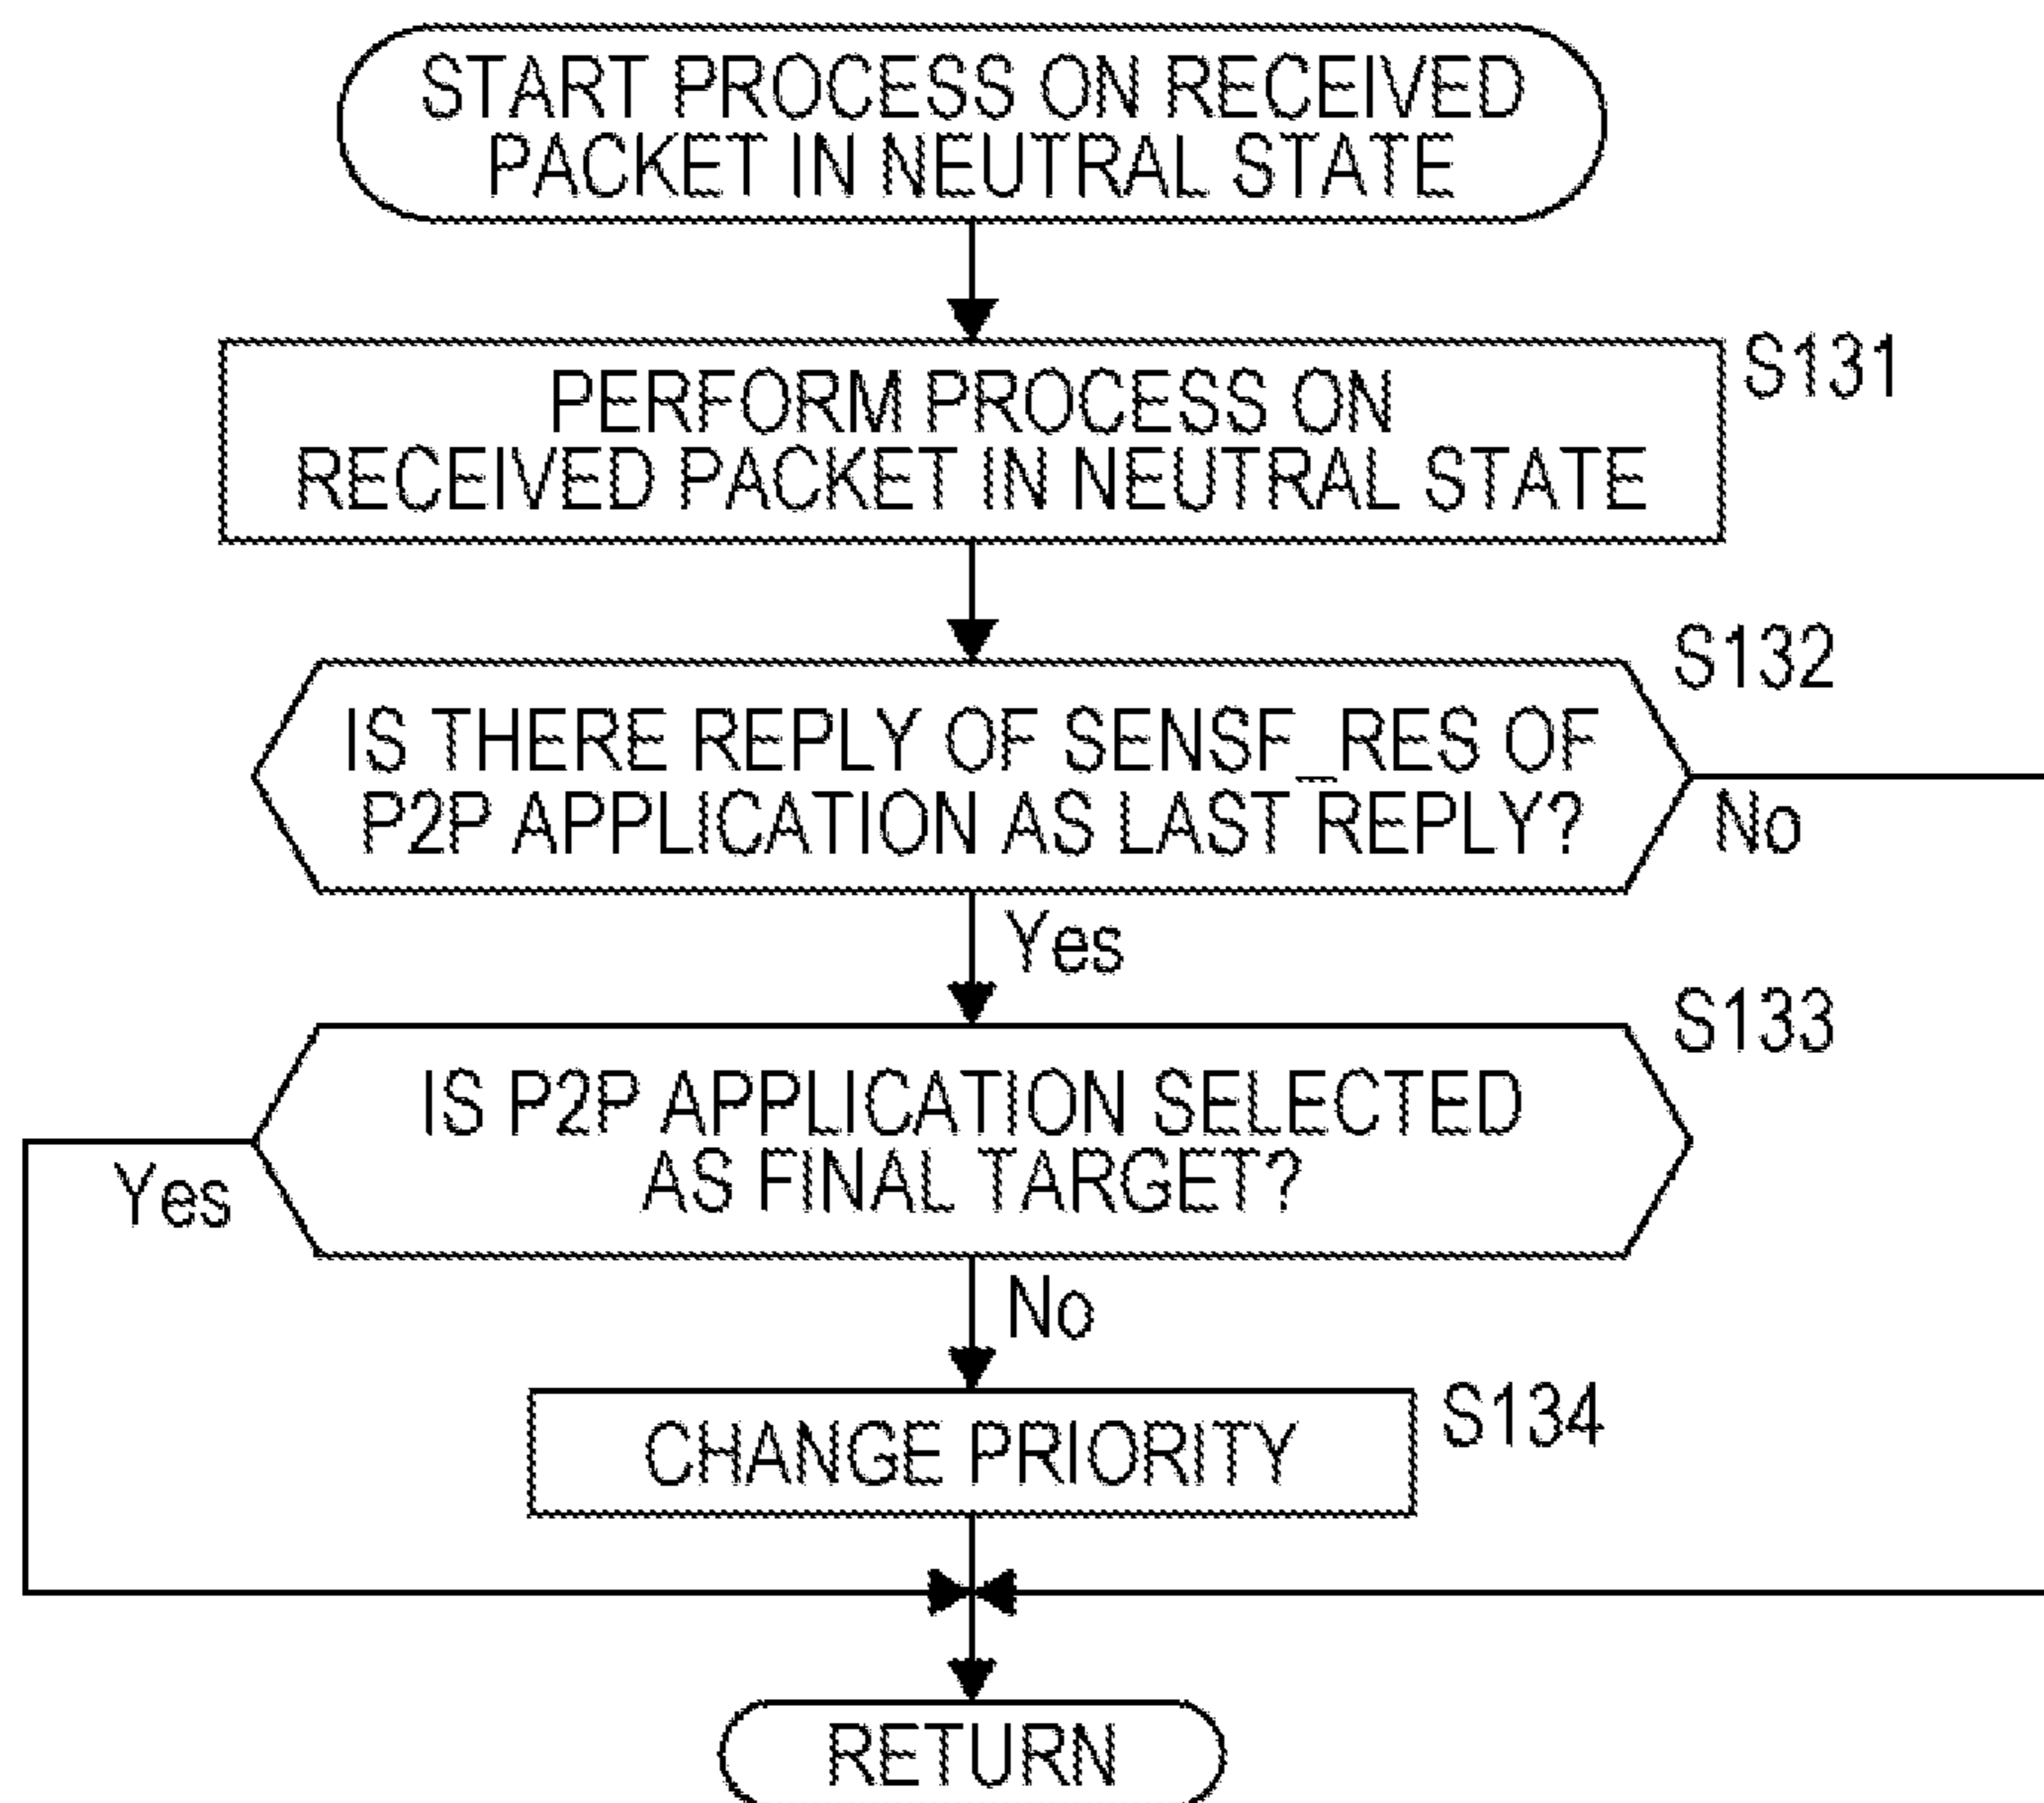 START PROCESS ON RECEIVED
PACKET IN NEUTRAL STATE
S131
PERFORM PROCESS ON
RECEIVED PACKET IN NEUTRAL STATE
S132
IS THERE REPLY OF SENSF_RES OF
P2P APPLICATION AS LAST REPLY?
No
Yes
S133
IS P2P APPLICATION SELECTED
AS FINAL TARGET?
Yes
No
S134
CHANGE PRIORITY
RETURN